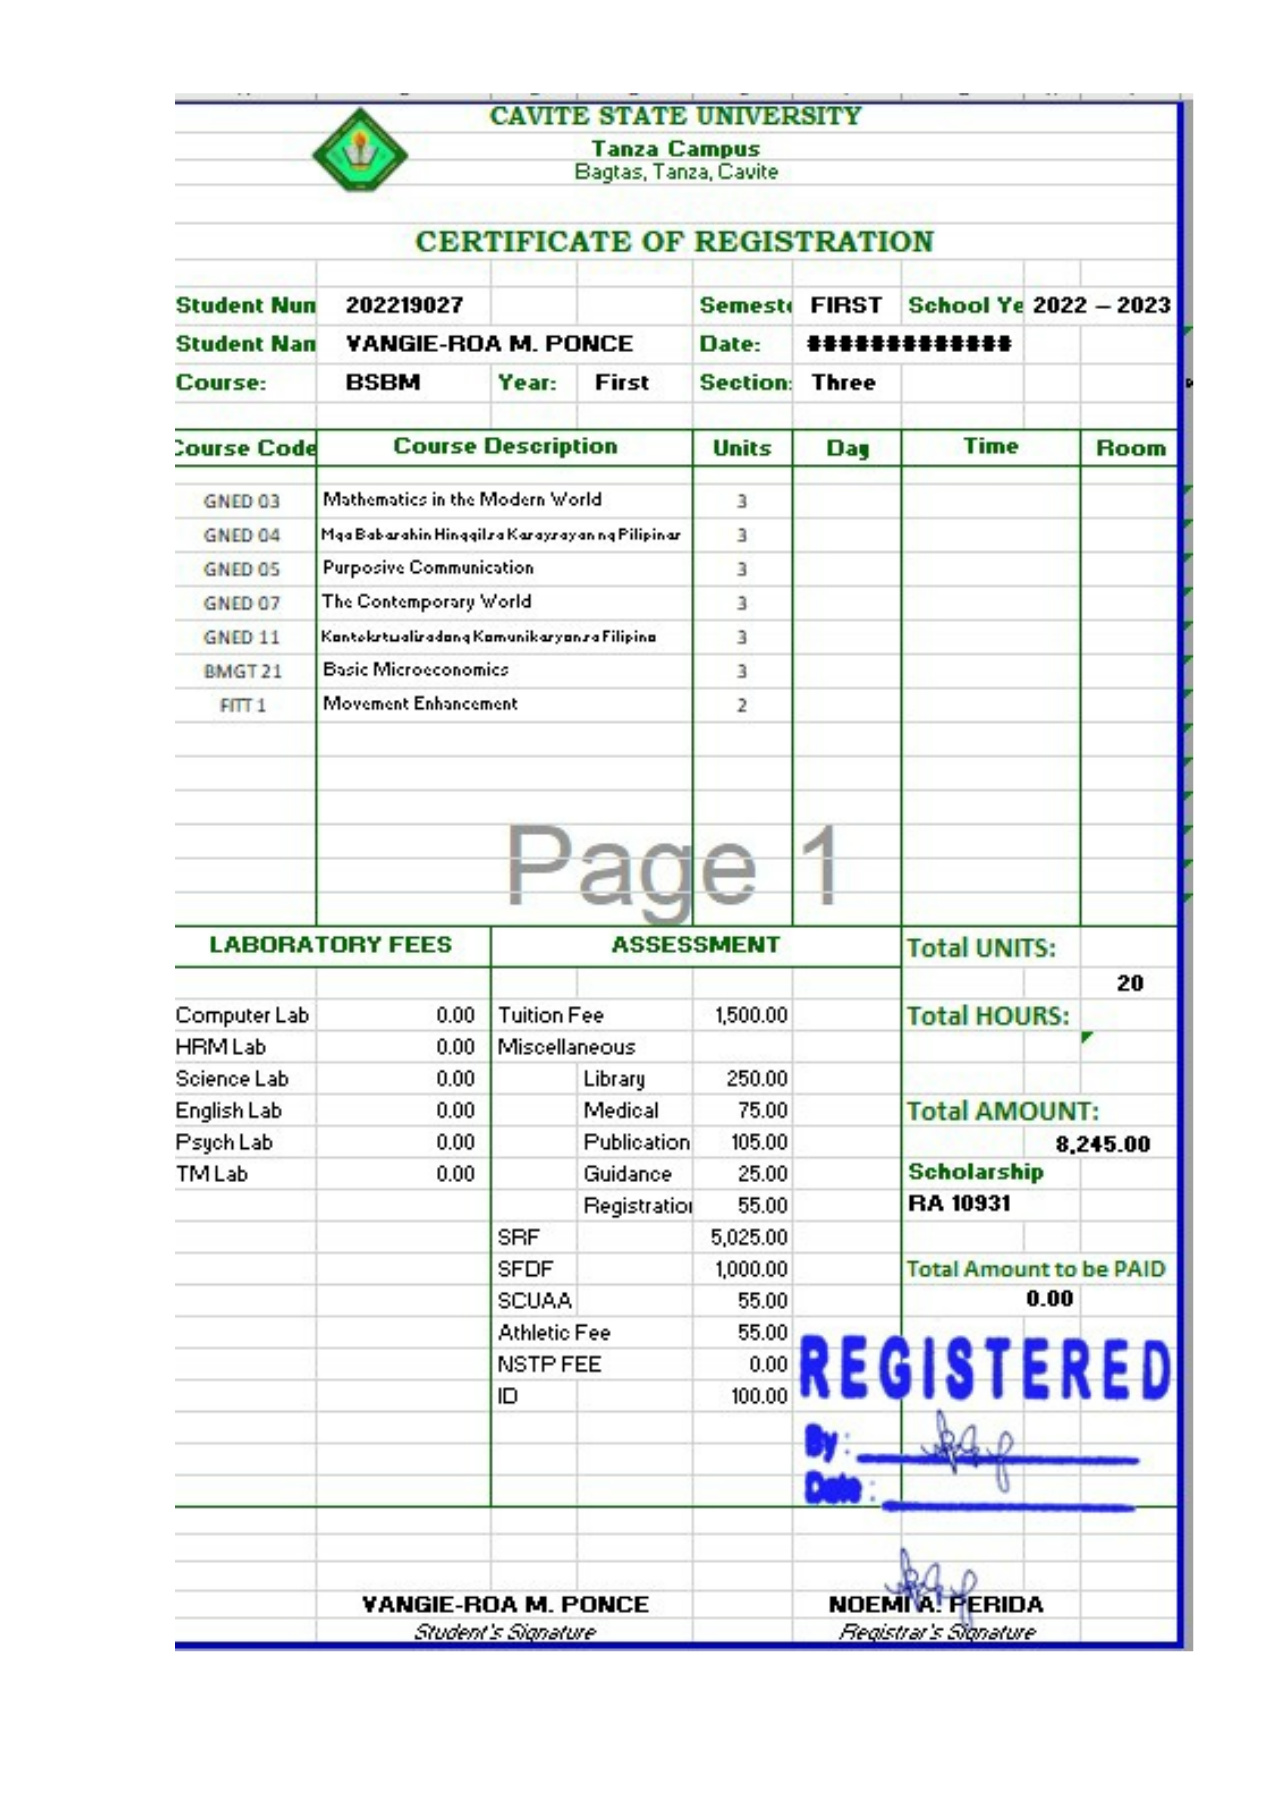 CAVITE STATE UNIVERSITY
Tanza Campus
Bagtas, Tanza, Cavite
CERTIFICATE OF REGISTRATION
Student Num 202219027 Semeste FIRST School Ye 2022 – 2023
Student Nam VANGIE-ROA M. PONCE Date: #############
Course: BSBM Year: First Section: Three
Course Code Course Description Units Day Time Room
GNED 03 Mathematics in the Modern World 3
GNED 04 Mga Babasahin Hinggil sa Kasaysayan ng Pilipinas 3
GNED 05 Purposive Communication 3
GNED 07 The Contemporary World 3
GNED 11 Kontekstwalisadong Komunikasyon sa Filipino 3
BMGT 21 Basic Microeconomics 3
FITT 1 Movement Enhancement 2
Page 1
LABORATORY FEES ASSESSMENT Total UNITS:
20
Computer Lab 0.00 Tuition Fee 1,500.00 Total HOURS:
HRM Lab 0.00 Miscellaneous
Science Lab 0.00 Library 250.00
English Lab 0.00 Medical 75.00 Total AMOUNT:
Psych Lab 0.00 Publication 105.00 8,245.00
TM Lab 0.00 Guidance 25.00 Scholarship
Registration 55.00 RA 10931
SRF 5,025.00
SFDF 1,000.00 Total Amount to be PAID
SCUAA 55.00 0.00
Athletic Fee 55.00
NSTP FEE 0.00
ID 100.00
REGISTERED
By :
Date :
VANGIE-ROA M. PONCE NOEMI A. PERIDA
Student's Signature Registrar's Signature